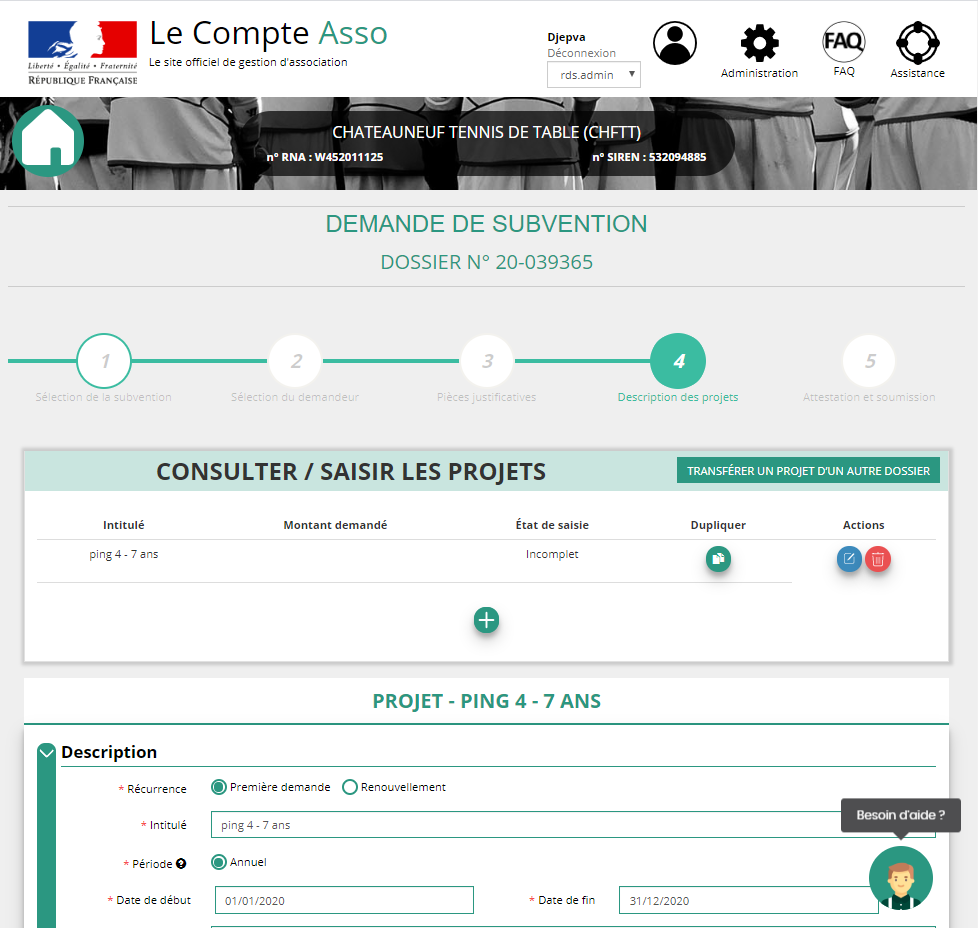 Le Compte Asso
Le site officiel de gestion d'association
Liberté • Égalité • Fraternité
RÉPUBLIQUE FRANÇAISE
Djepva
Déconnexion
rds.admin
Administration
FAQ
FAQ
Assistance
CHATEAUNEUF TENNIS DE TABLE (CHFTT)
n° RNA : W452011125
n° SIREN : 532094885
DEMANDE DE SUBVENTION
DOSSIER N° 20-039365
1
2
3
4
5
Sélection de la subvention
Sélection du demandeur
Pièces justificatives
Description des projets
Attestation et soumission
CONSULTER / SAISIR LES PROJETS
TRANSFÉRER UN PROJET D'UN AUTRE DOSSIER
Intitulé Montant demandé État de saisie Dupliquer Actions
ping 4 - 7 ans Incomplet
PROJET - PING 4 - 7 ANS
Description
* Récurrence Première demande Renouvellement
* Intitulé ping 4 - 7 ans
Besoin d'aide ?
* Période Annuel
* Date de début 01/01/2020 * Date de fin 31/12/2020